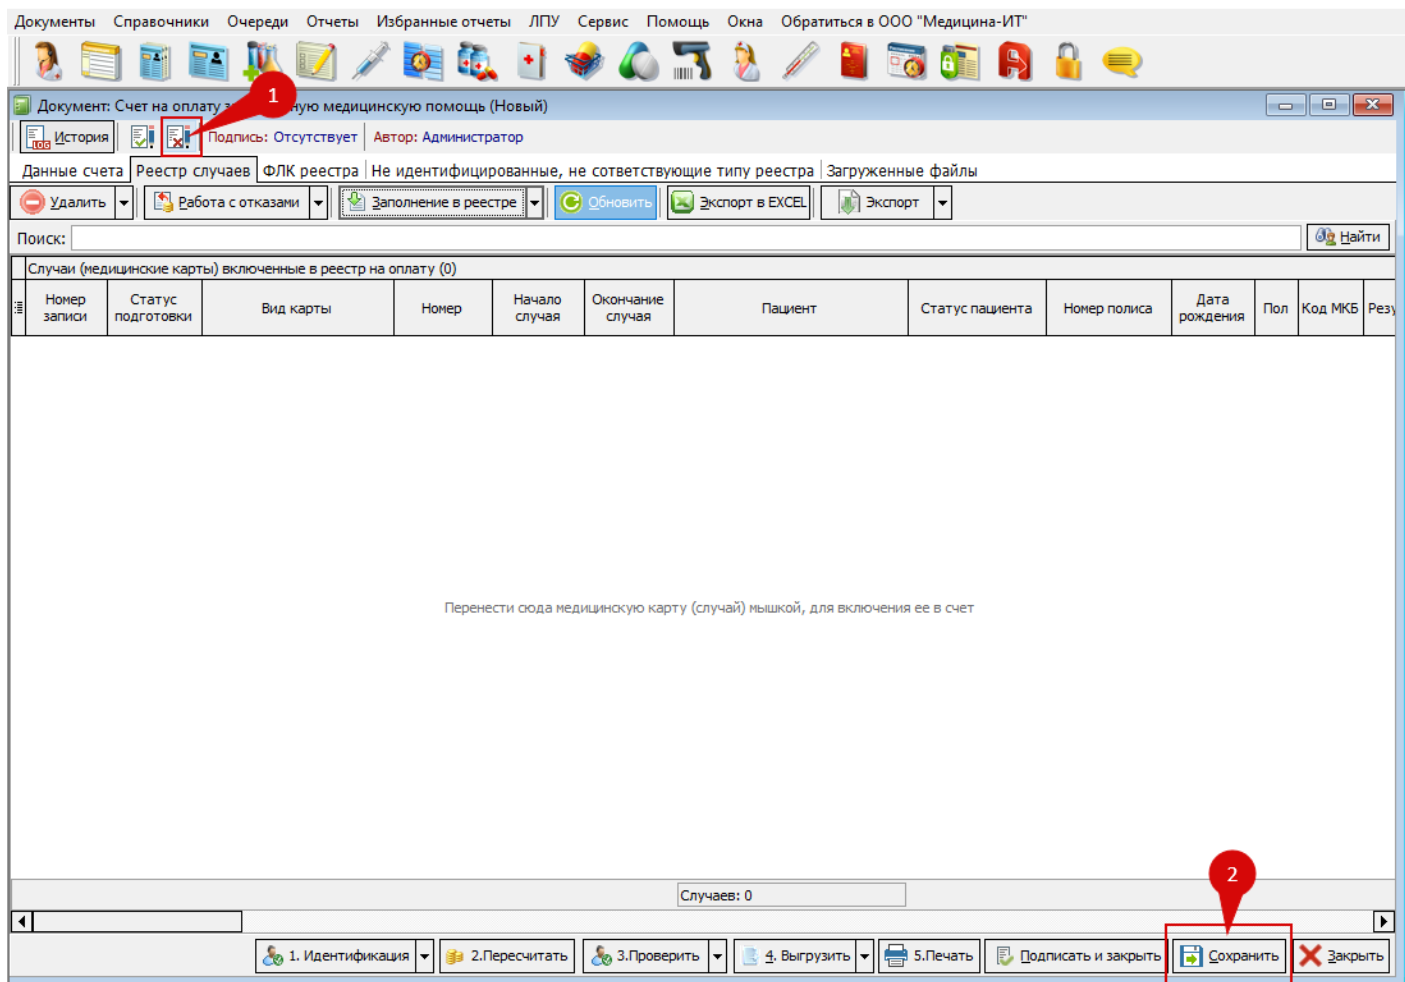 Документы Справочники Очереди Отчеты Избранные отчеты ЛПУ Сервис Помощь Окна Обратиться в ООО "Медицина-ИТ"
1
Документ: Счет на оплату ную медицинскую помощь (Новый)
LOG История Подпись: Отсутствует Автор: Администратор
Данные счета Реестр случаев ФЛК реестра Не идентифицированные, не сответствующие типу реестра Загруженные файлы
Удалить Работа с отказами Заполнение в реестре Обновить Экспорт в EXCEL Экспорт
Поиск: Найти
Случаи (медицинские карты) включенные в реестр на оплату (0)
Номер записи Статус подготовки Вид карты Номер Начало случая Окончание случая Пациент Статус пациента Номер полиса Дата рождения Пол Код МКБ Резу
Перенести сюда медицинскую карту (случай) мышкой, для включения ее в счет
2
Случаев: 0
1. Идентификация 2.Пересчитать 3.Проверить 4. Выгрузить 5.Печать Подписать и закрыть Сохранить Закрыть